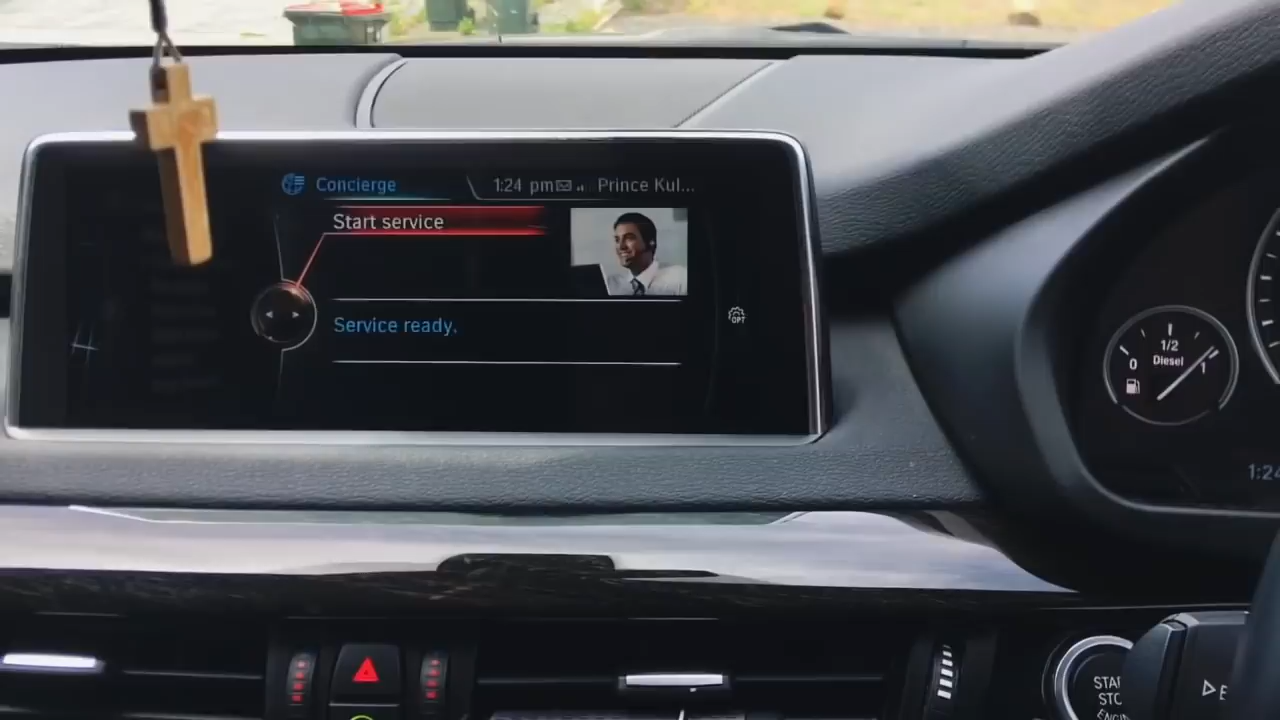 Concierge
1:24 pm
Prince Kul...
Start service
Service ready.
OPT
1/2
0
Diesel
1
1:24
STOP